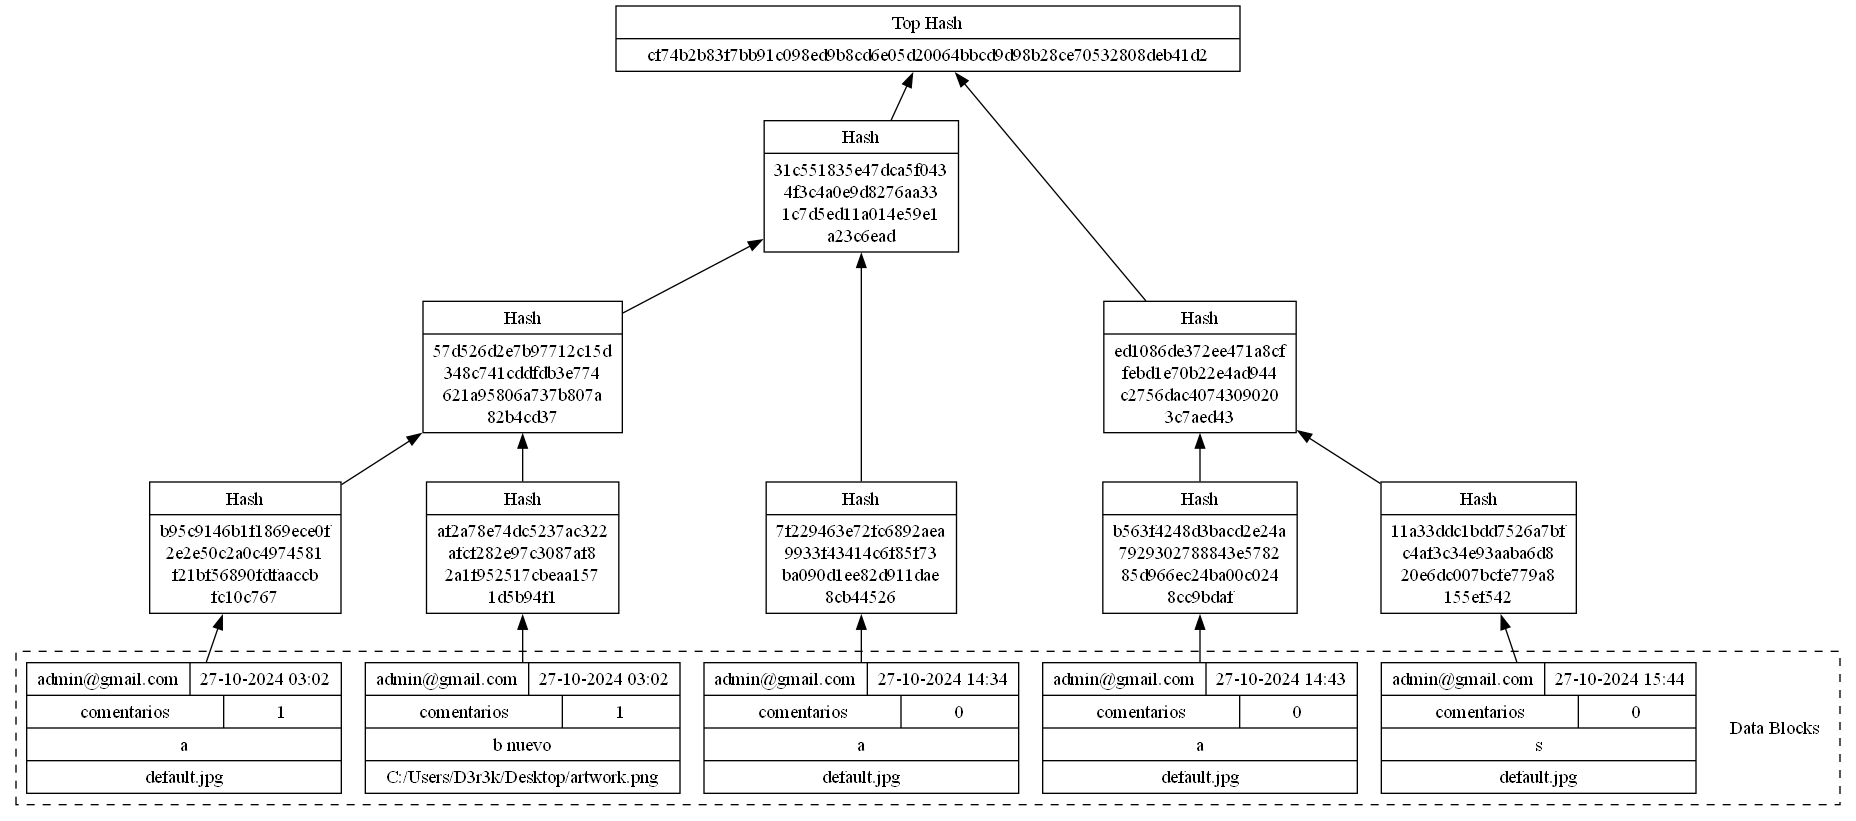 Top Hash
cf74b2b83f7bb91c098ed9b8cd6e05d20064bbcd9d98b28ce70532808deb41d2
Hash
31c551835e47dca5f043
4f3c4a0e9d8276aa33
1c7d5ed11a014e59e1
a23c6ead
Hash
57d526d2e7b97712c15d
348c741cddfdb3e774
621a95806a737b807a
82b4cd37
Hash
ed1086de372ee471a8cf
febd1e70b22e4ad944
c2756dac4074309020
3c7aed43
Hash
b95c9146b1f1869ece0f
2e2e50c2a0c4974581
f21bf56890fdfaaccb
fc10c767
Hash
af2a78e74dc5237ac322
afcf282e97c3087af8
2a1f952517cbeaa157
1d5b94f1
Hash
7f229463e72fc6892aea
9933f43414c6f85f73
ba090d1ee82d911dae
8cb44526
Hash
b563f4248d3bacd2e24a
7929302788843e5782
85d966ec24ba00c024
8cc9bdaf
Hash
11a33ddc1bdd7526a7bf
c4af3c34e93aaba6d8
20e6dc007bcfe779a8
155ef542
admin@gmail.com 27-10-2024 03:02
comentarios 1
a
default.jpg
admin@gmail.com 27-10-2024 03:02
comentarios 1
b nuevo
C:/Users/D3r3k/Desktop/artwork.png
admin@gmail.com 27-10-2024 14:34
comentarios 0
a
default.jpg
admin@gmail.com 27-10-2024 14:43
comentarios 0
a
default.jpg
admin@gmail.com 27-10-2024 15:44
comentarios 0
s
default.jpg
Data Blocks